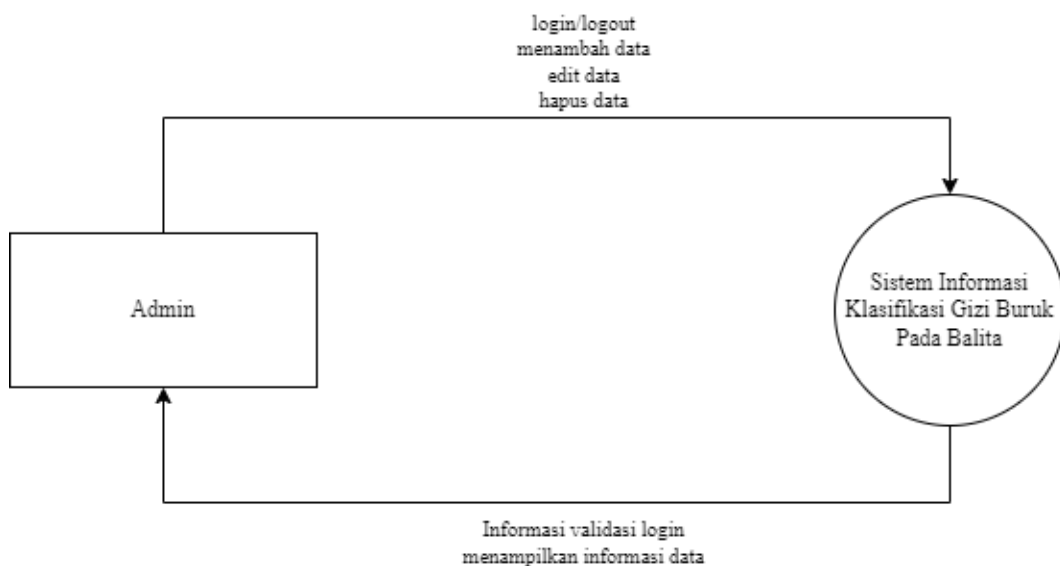 login/logout
menambah data
edit data
hapus data
Admin
Sistem Informasi
Klasifikasi Gizi Buruk
Pada Balita
Informasi validasi login
menampilkan informasi data